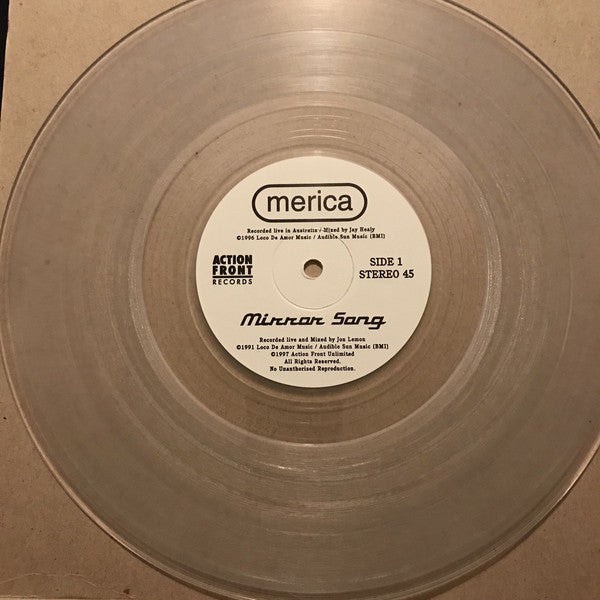 merica
Recorded live in Australia / Mixed by Jay Healy
©1996 Loco De Amor Music / Audible Sun Music (BMI)
ACTION
FRONT
RECORDS
SIDE 1
STEREO 45
Mirror Song
Recorded live and Mixed by Jon Lemon
©1991 Loco De Amor Music / Audible Sun Music (BMI)
©1997 Action Front Unlimited
All Rights Reserved.
No Unauthorised Reproduction.